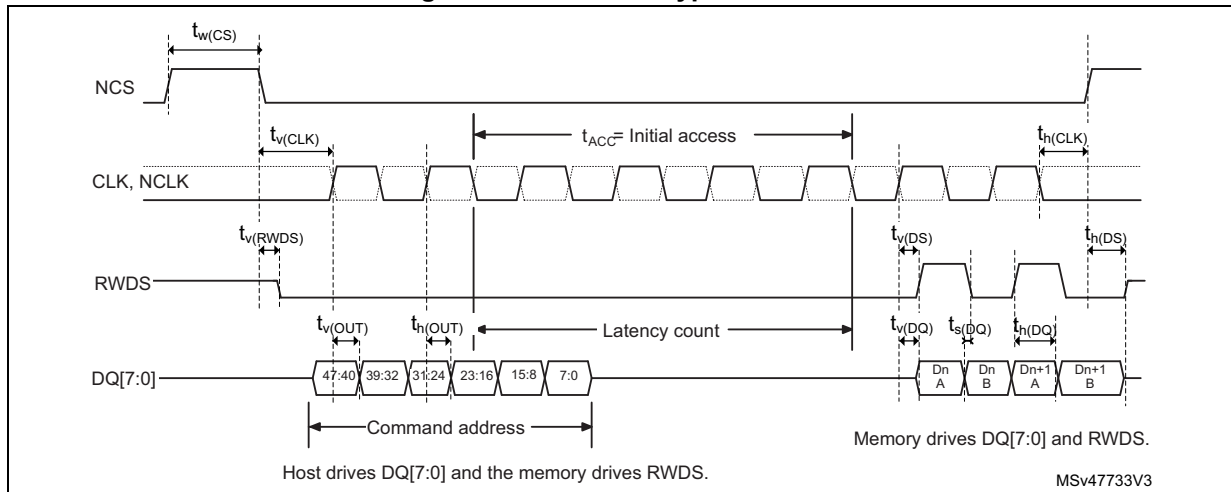 tw(CS)
NCS
tv(CLK)
tACC= Initial access
th(CLK)
CLK, NCLK
tv(RWDS)
tv(DS)
th(DS)
RWDS
tv(OUT)
th(OUT)
Latency count
tv(DQ)
ts(DQ)
th(DQ)
DQ[7:0]
47:40 39:32 31:24 23:16 15:8 7:0
Dn A
Dn B
Dn+1 A
Dn+1 B
Command address
Memory drives DQ[7:0] and RWDS.
Host drives DQ[7:0] and the memory drives RWDS.
MSv47733V3